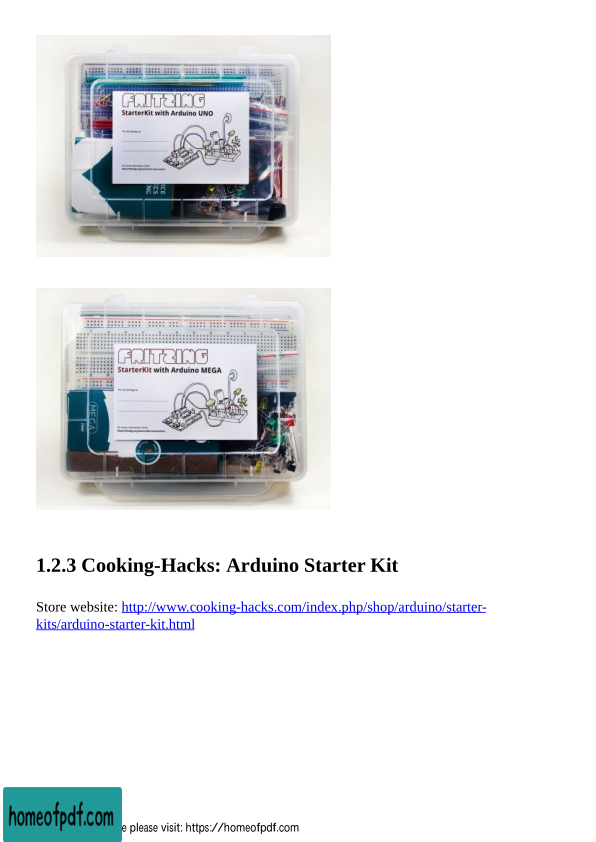 FRITZING
StarterKit with Arduino UNO
FRITZING
StarterKit with Arduino MEGA
MEGA
1.2.3 Cooking-Hacks: Arduino Starter Kit
Store website: http://www.cooking-hacks.com/index.php/shop/arduino/starter-
kits/arduino-starter-kit.html
homeofpdf.com
e please visit: https://homeofpdf.com